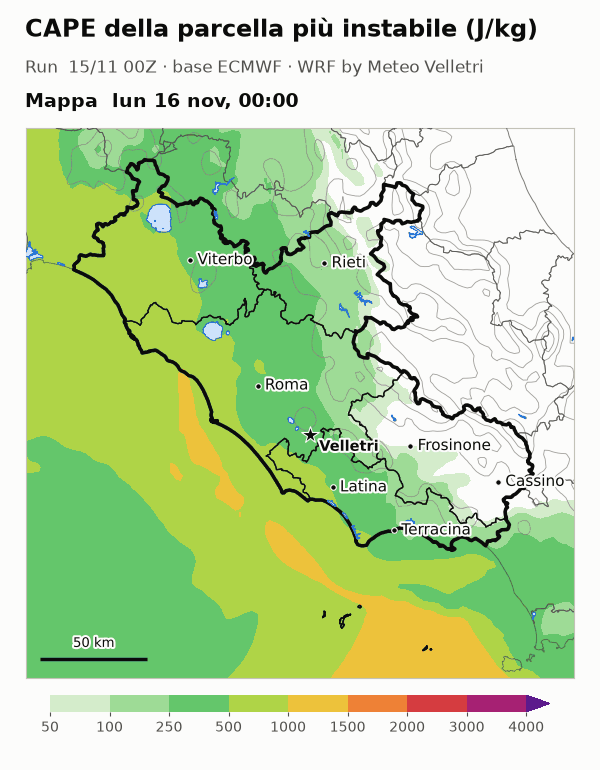 CAPE della parcella più instabile (J/kg)
Run  15/11 00Z · base ECMWF · WRF by Meteo Velletri
Mappa  lun 16 nov, 00:00
Viterbo
Rieti
Roma
Velletri
Frosinone
Latina
Cassino
Terracina
50 km
50 100 250 500 1000 1500 2000 3000 4000